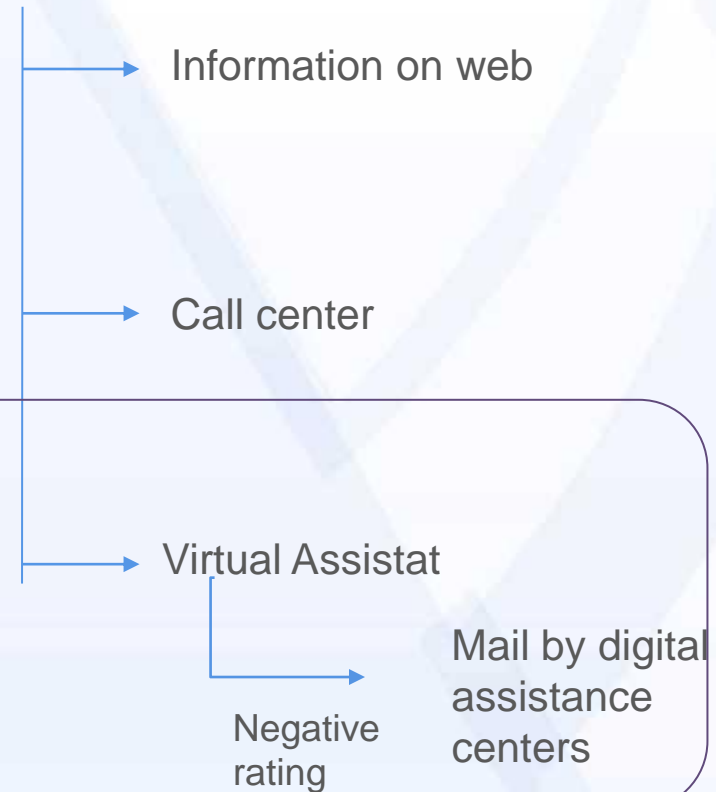 Information on web
Call center
Virtual Assistat
Mail by digital
assistance
centers
Negative
rating